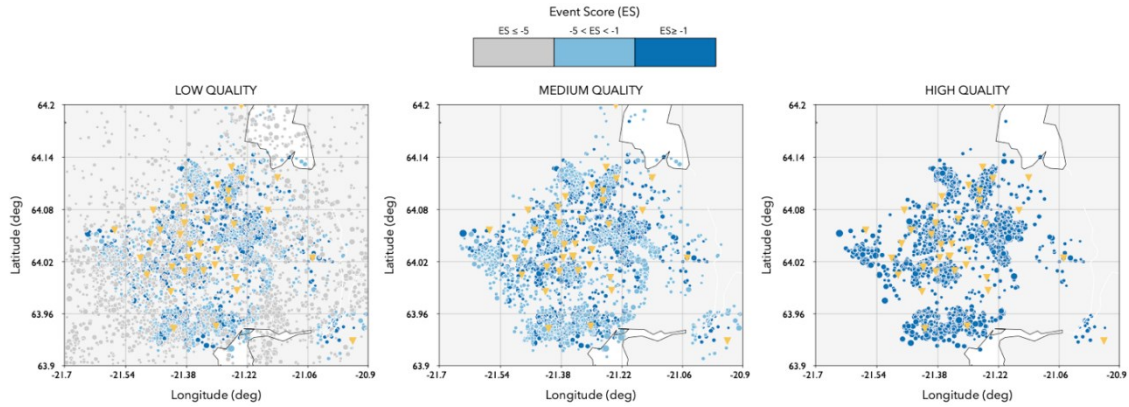 Event Score (ES)
ES ≤ -5 -5 < ES < -1 ES≥ -1
LOW QUALITY MEDIUM QUALITY HIGH QUALITY
64.2 64.2 64.2
64.14 64.14 64.14
64.08 64.08 64.08
64.02 64.02 64.02
63.96 63.96 63.96
63.9 63.9 63.9
Latitude (deg) Latitude (deg) Latitude (deg)
-21.7 -21.54 -21.38 -21.22 -21.06 -20.9 -21.7 -21.54 -21.38 -21.22 -21.06 -20.9 -21.7 -21.54 -21.38 -21.22 -21.06 -20.9
Longitude (deg) Longitude (deg) Longitude (deg)